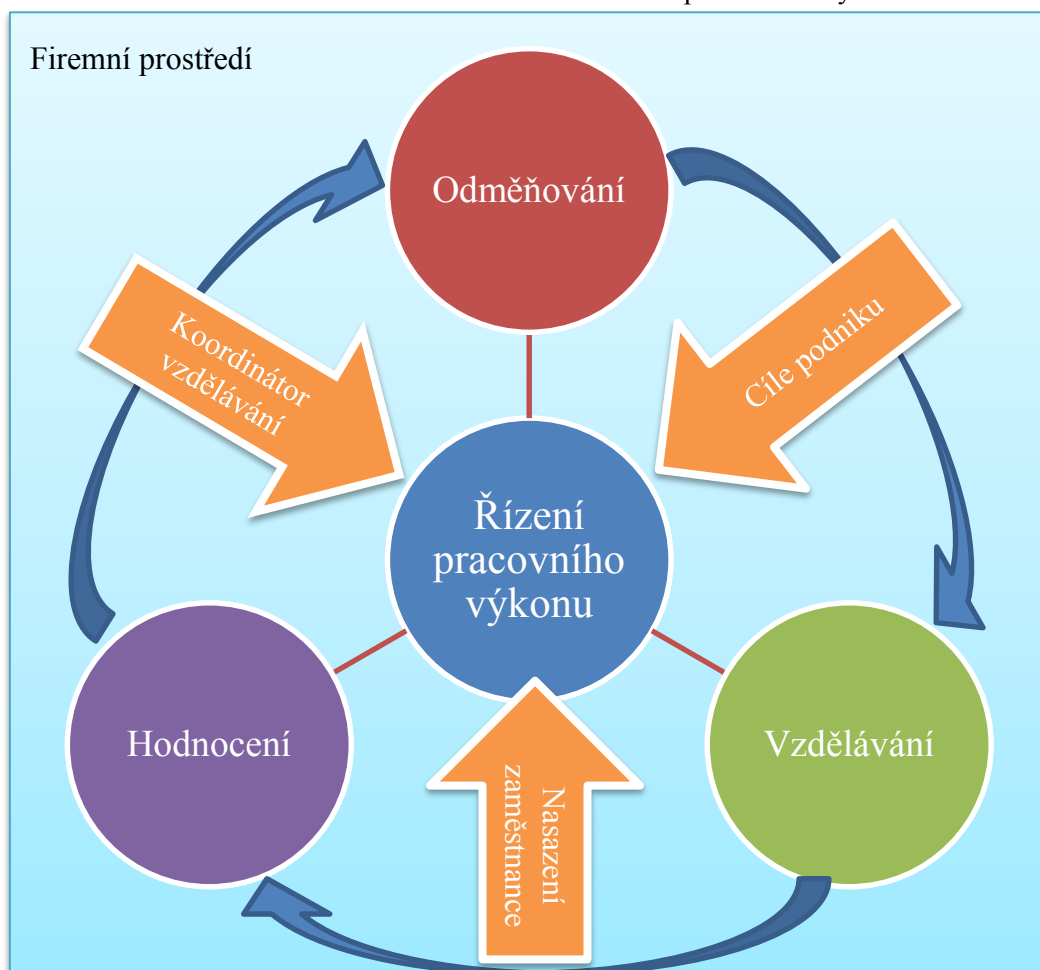 Firemní prostředí
Odměňování
Koordinátor
vzdělávání
Cíle podniku
Řízení
pracovního
výkonu
Hodnocení
Vzdělávání
Nasazení
zaměstnance